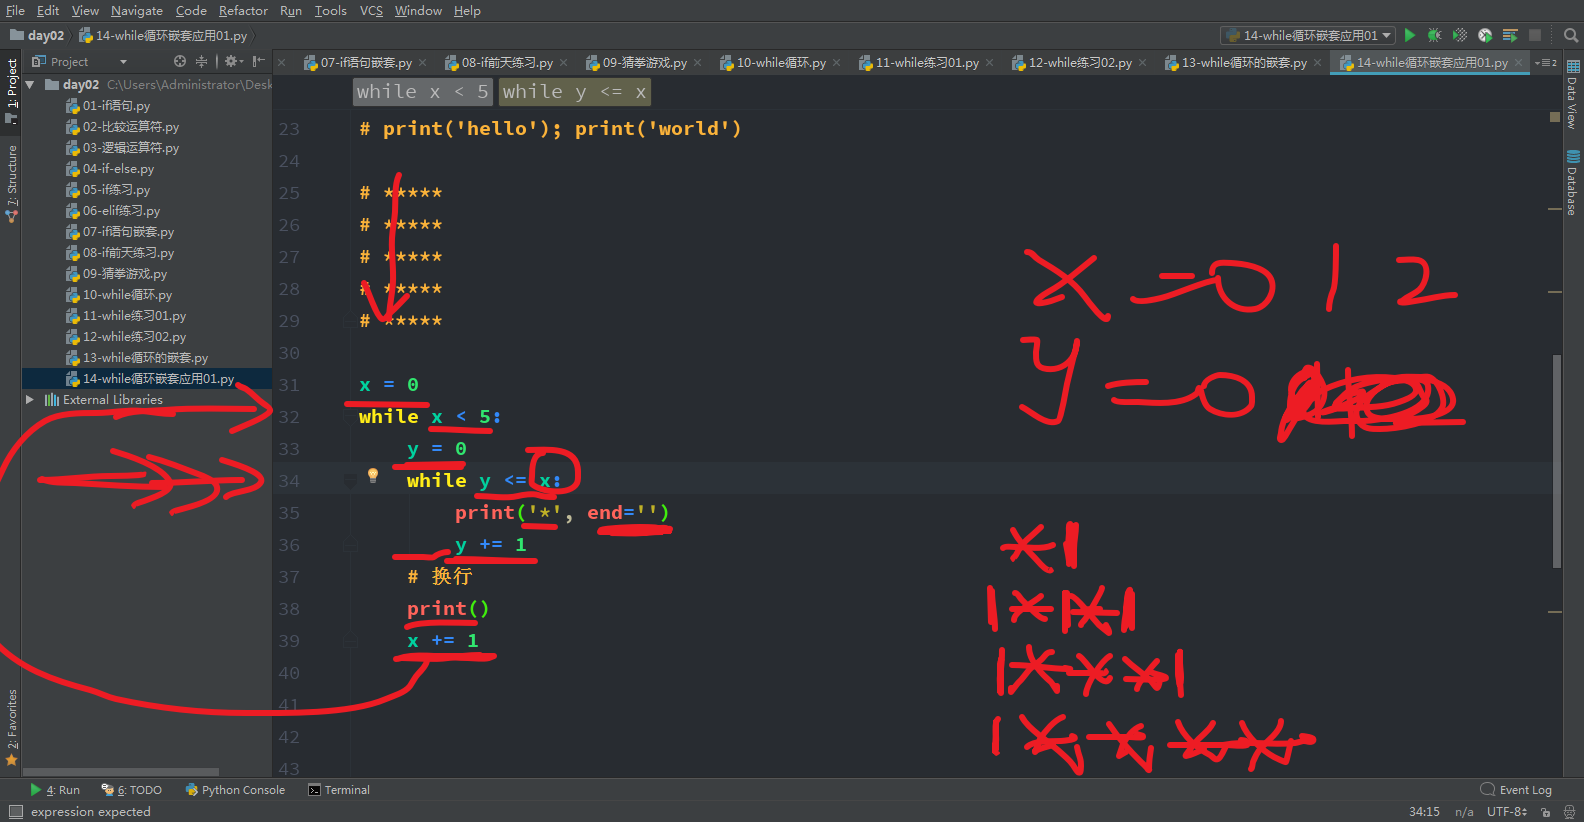 File Edit View Navigate Code Refactor Run Tools VCS Window Help
day02 14-while循环嵌套应用01.py 14-while循环嵌套应用01
Project 07-if语句嵌套.py 08-if前天练习.py 09-猜拳游戏.py 10-while循环.py 11-while练习01.py 12-while练习02.py 13-while循环的嵌套.py 14-while循环嵌套应用01.py 2
1: Project
7: Structure
2: Favorites
day02 C:\Users\Administrator\Desk
01-if语句.py
02-比较运算符.py
03-逻辑运算符.py
04-if-else.py
05-if练习.py
06-elif练习.py
07-if语句嵌套.py
08-if前天练习.py
09-猜拳游戏.py
10-while循环.py
11-while练习01.py
12-while练习02.py
13-while循环的嵌套.py
14-while循环嵌套应用01.py
External Libraries
while x < 5 while y <= x
23 # print('hello'); print('world')
24
25 # *****
26 # *****
27 # *****
28 # *****
29 # *****
30
31 x = 0
32 while x < 5:
33 y = 0
34 while y <= x:
35 print('*', end='')
36 y += 1
37 # 换行
38 print()
39 x += 1
40
41
42
43
x = 0 1 2
y = 0
*
* *
* * *
* * * *
Data View
Database
4: Run 6: TODO Python Console Terminal Event Log
expression expected 34:15 n/a UTF-8